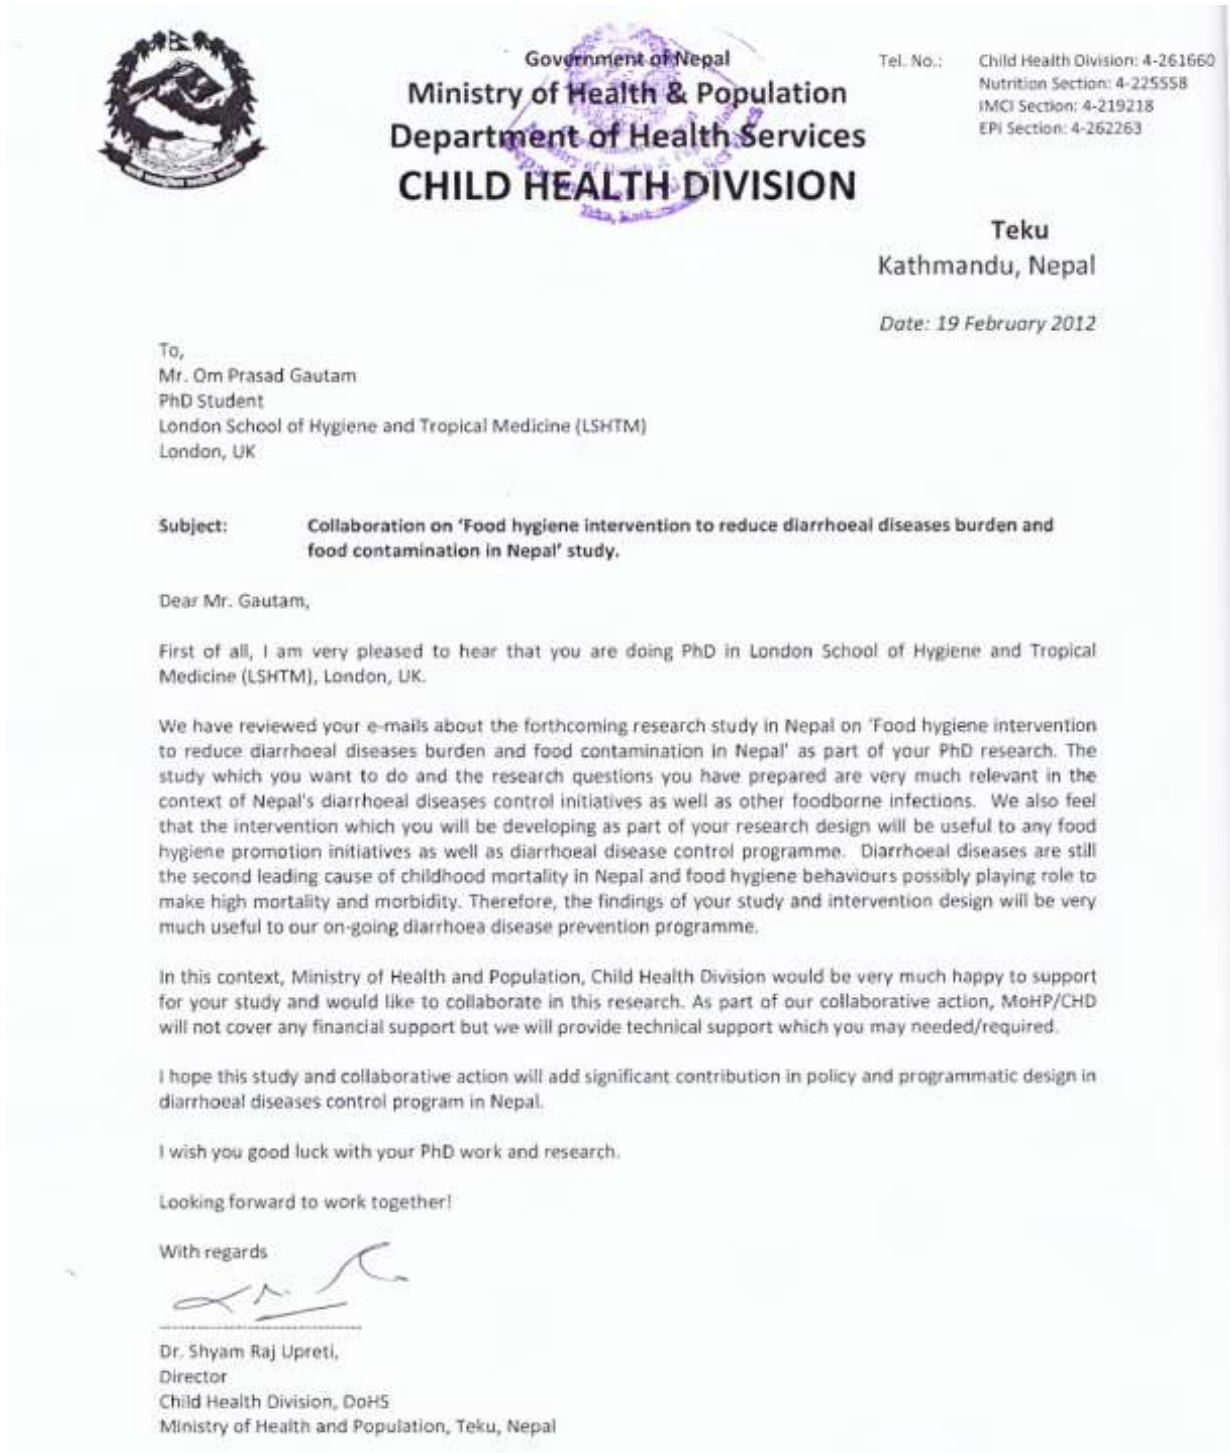 Government of Nepal
Ministry of Health & Population
Department of Health Services
CHILD HEALTH DIVISION
Tel. No.: Child Health Division: 4-261660
Nutrition Section: 4-225558
IMCI Section: 4-219218
EPI Section: 4-262263
Teku
Kathmandu, Nepal
Date: 19 February 2012
To,
Mr. Om Prasad Gautam
PhD Student
London School of Hygiene and Tropical Medicine (LSHTM)
London, UK
Subject: Collaboration on ‘Food hygiene intervention to reduce diarrhoeal diseases burden and
food contamination in Nepal’ study.
Dear Mr. Gautam,
First of all, I am very pleased to hear that you are doing PhD in London School of Hygiene and Tropical
Medicine (LSHTM), London, UK.
We have reviewed your e-mails about the forthcoming research study in Nepal on ‘Food hygiene intervention
to reduce diarrhoeal diseases burden and food contamination in Nepal’ as part of your PhD research. The
study which you want to do and the research questions you have prepared are very much relevant in the
context of Nepal's diarrhoeal diseases control initiatives as well as other foodborne infections. We also feel
that the intervention which you will be developing as part of your research design will be useful to any food
hygiene promotion initiatives as well as diarrhoeal disease control programme. Diarrhoeal diseases are still
the second leading cause of childhood mortality in Nepal and food hygiene behaviours possibly playing role to
make high mortality and morbidity. Therefore, the findings of your study and intervention design will be very
much useful to our on-going diarrhoea disease prevention programme.
In this context, Ministry of Health and Population, Child Health Division would be very much happy to support
for your study and would like to collaborate in this research. As part of our collaborative action, MoHP/CHD
will not cover any financial support but we will provide technical support which you may needed/required.
I hope this study and collaborative action will add significant contribution in policy and programmatic design in
diarrhoeal diseases control program in Nepal.
I wish you good luck with your PhD work and research.
Looking forward to work together!
With regards
Dr. Shyam Raj Upreti,
Director
Child Health Division, DoHS
Ministry of Health and Population, Teku, Nepal